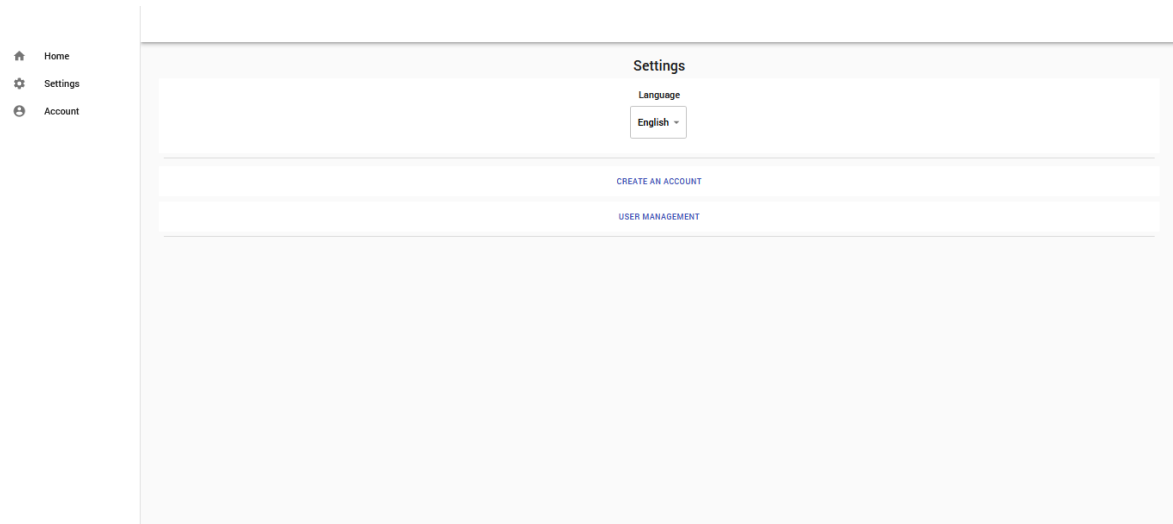 Home
Settings
Account
Settings
Language
English
CREATE AN ACCOUNT
USER MANAGEMENT